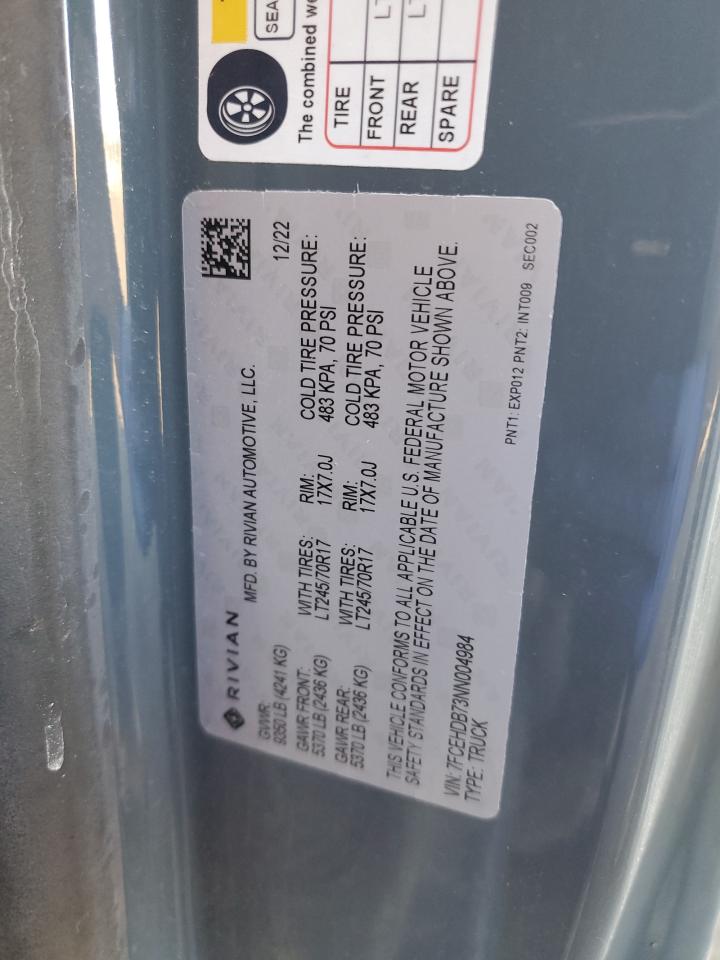 SEA
The combined we
TIRE
FRONT LT
REAR LT
SPARE
RIVIAN
MFD. BY RIVIAN AUTOMOTIVE, LLC. 12/22
GVWR:
9350 LB (4241 KG)
GAWR FRONT: WITH TIRES: RIM: COLD TIRE PRESSURE:
5370 LB (2436 KG) LT245/70R17 17X7.0J 483 KPA, 70 PSI
GAWR REAR: WITH TIRES: RIM: COLD TIRE PRESSURE:
5370 LB (2436 KG) LT245/70R17 17X7.0J 483 KPA, 70 PSI
THIS VEHICLE CONFORMS TO ALL APPLICABLE U.S. FEDERAL MOTOR VEHICLE
SAFETY STANDARDS IN EFFECT ON THE DATE OF MANUFACTURE SHOWN ABOVE.
VIN: 7FCEHDB73NN004984
TYPE: TRUCK
PNT1: EXP012 PNT2: INT009 SEC002